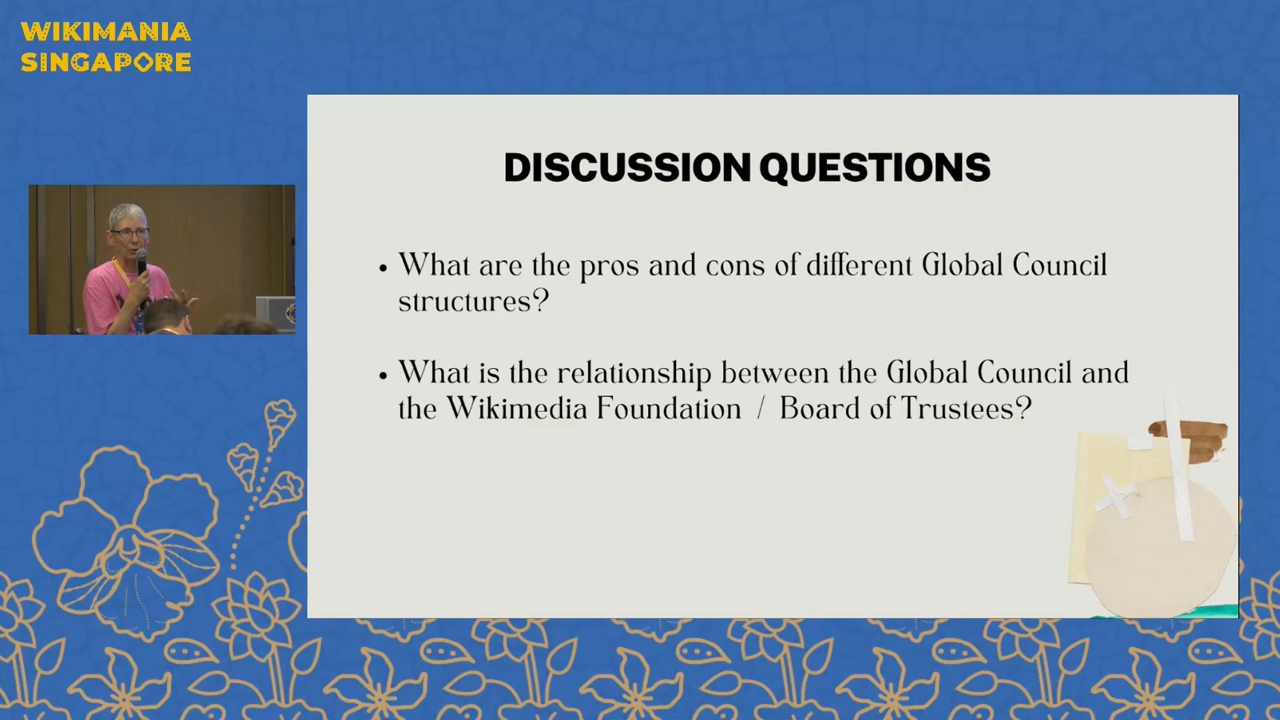 WIKIMANIA
SINGAPORE
DISCUSSION QUESTIONS
• What are the pros and cons of different Global Council
structures?
• What is the relationship between the Global Council and
the Wikimedia Foundation / Board of Trustees?